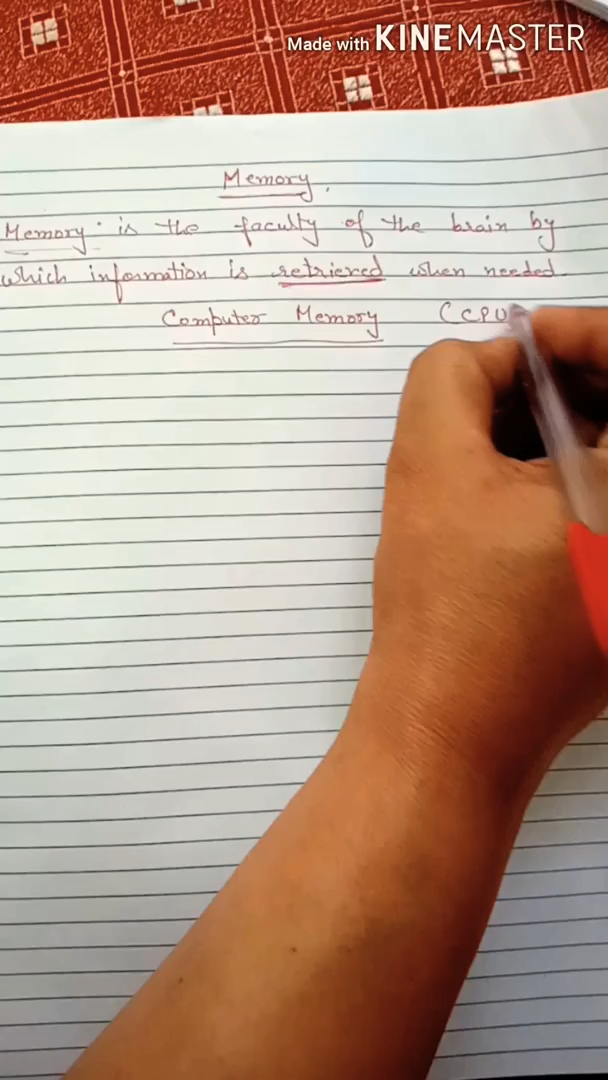 Made with KINEMASTER
Memory.
Memory: is the faculty of the brain by
which information is retrieved when needed
Computer Memory (CPU